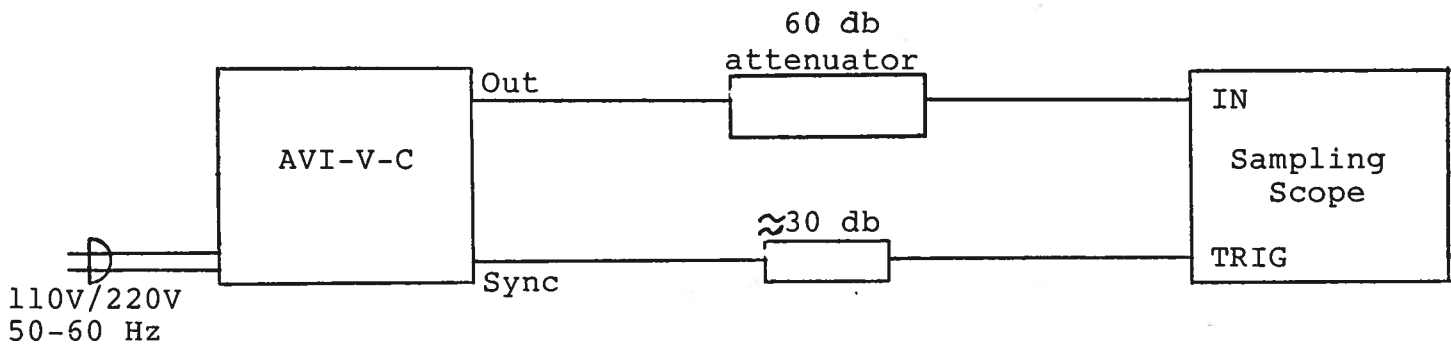 60 db
attenuator
Out
IN
AVI-V-C
Sampling
Scope
≈30 db
TRIG
Sync
110V/220V
50-60 Hz